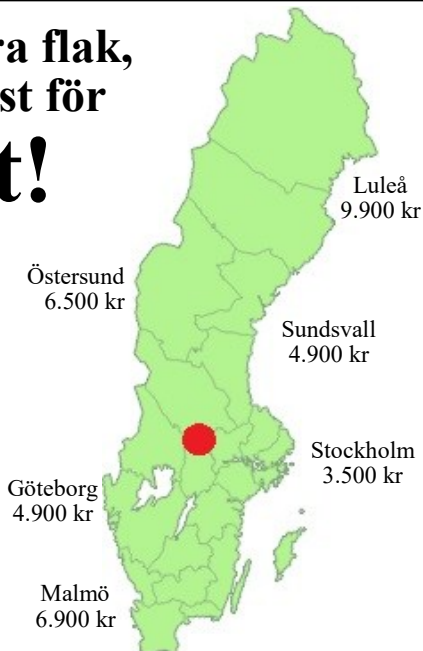 ra flak,
st för
t!
Luleå
9.900 kr
Östersund
6.500 kr
Sundsvall
4.900 kr
Stockholm
3.500 kr
Göteborg
4.900 kr
Malmö
6.900 kr